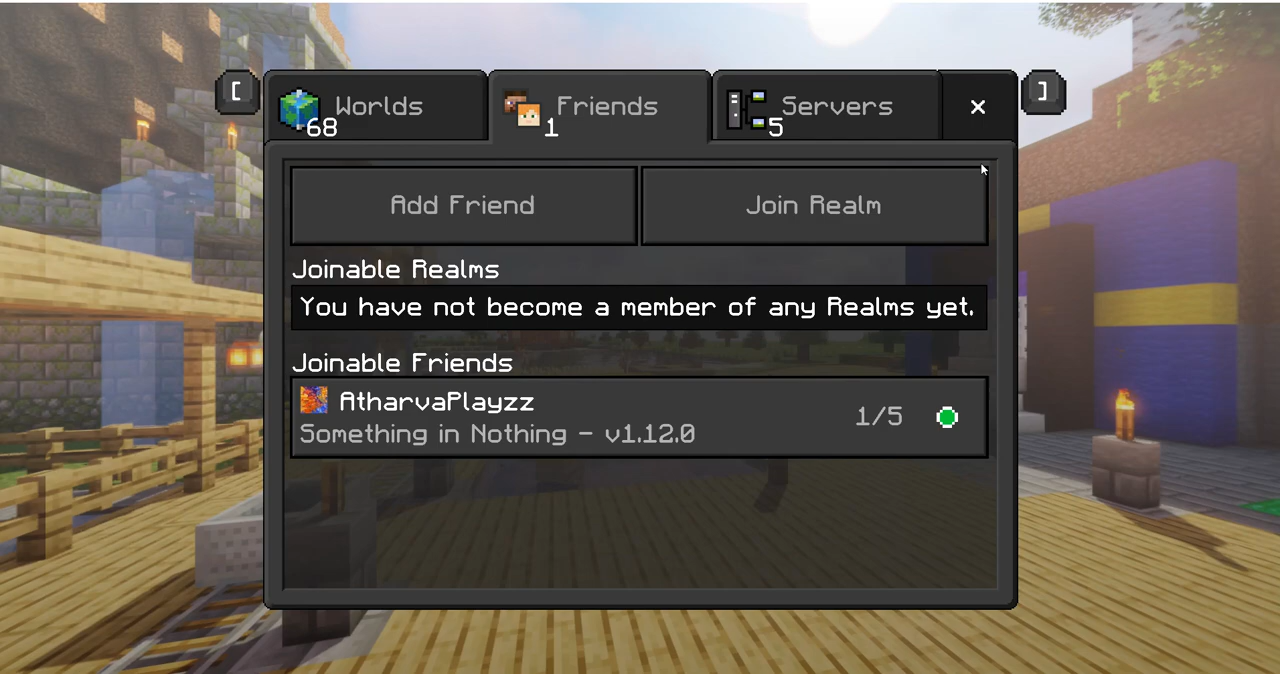 [
Worlds
68
Friends
1
Servers
5
×
]
Add Friend
Join Realm
Joinable Realms
You have not become a member of any Realms yet.
Joinable Friends
AtharvaPlayzz
1/5
Something in Nothing - v1.12.0